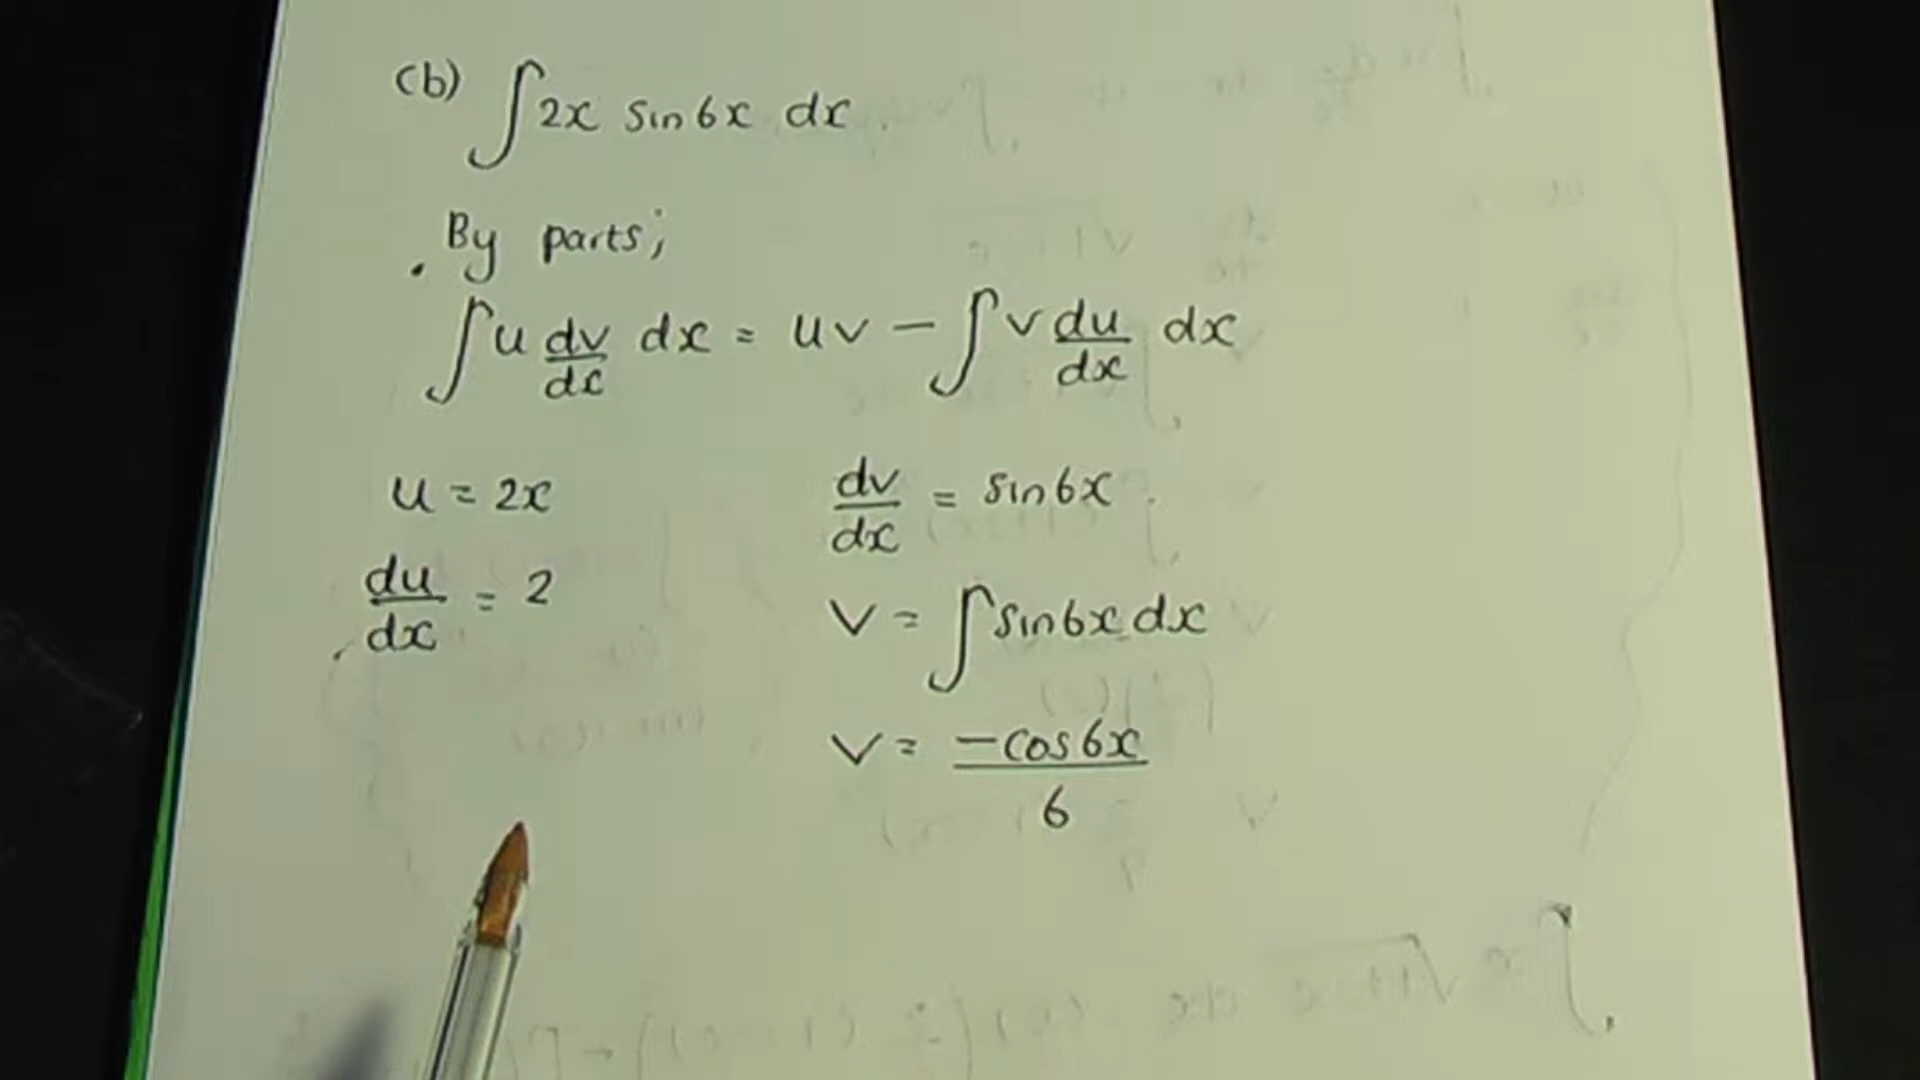 (b) ∫2x sin6x dx
By parts;
∫u dv/dx dx = uv − ∫v du/dx dx
u = 2x
dv/dx = sin6x
du/dx = 2
v = ∫sin6x dx
v = −cos6x/6